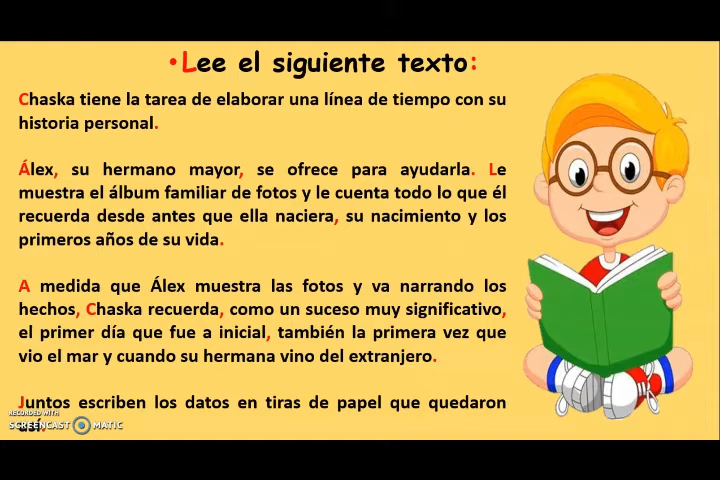 •Lee el siguiente texto:
Chaska tiene la tarea de elaborar una línea de tiempo con su
historia personal.
Álex, su hermano mayor, se ofrece para ayudarla. Le
muestra el álbum familiar de fotos y le cuenta todo lo que él
recuerda desde antes que ella naciera, su nacimiento y los
primeros años de su vida.
A medida que Álex muestra las fotos y va narrando los
hechos, Chaska recuerda, como un suceso muy significativo,
el primer día que fue a inicial, también la primera vez que
vio el mar y cuando su hermana vino del extranjero.
Juntos escriben los datos en tiras de papel que quedaron
RECORDED WITH
SCREENCAST MATIC